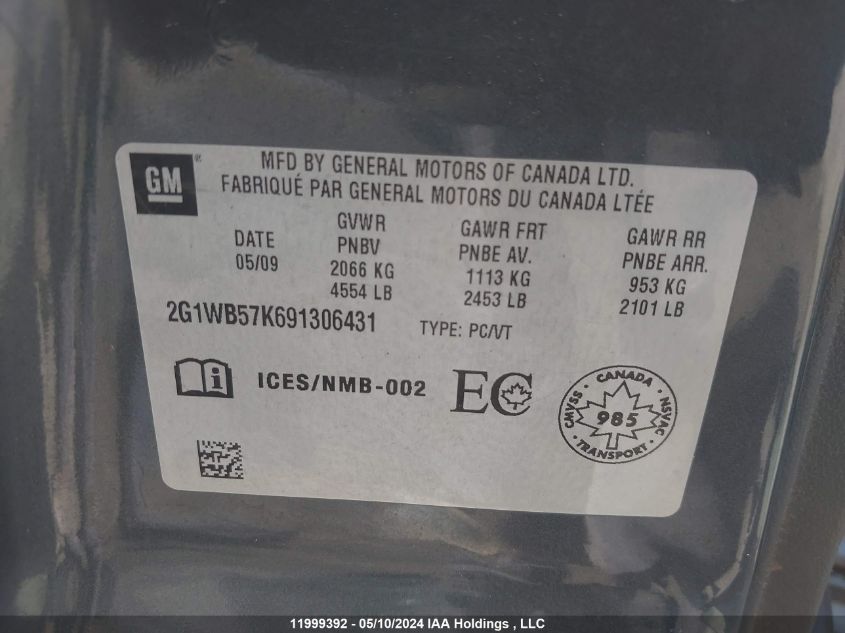 GM®
MFD BY GENERAL MOTORS OF CANADA LTD.
FABRIQUÉ PAR GENERAL MOTORS DU CANADA LTÉE
DATE
05/09
GVWR
PNBV
2066 KG
4554 LB
GAWR FRT
PNBE AV.
1113 KG
2453 LB
GAWR RR
PNBE ARR.
953 KG
2101 LB
2G1WB57K691306431
TYPE: PC/VT
i
ICES/NMB-002
EC
CANADA
CMVSS
985
NSVAC
TRANSPORT
11999392 - 05/10/2024 IAA Holdings , LLC